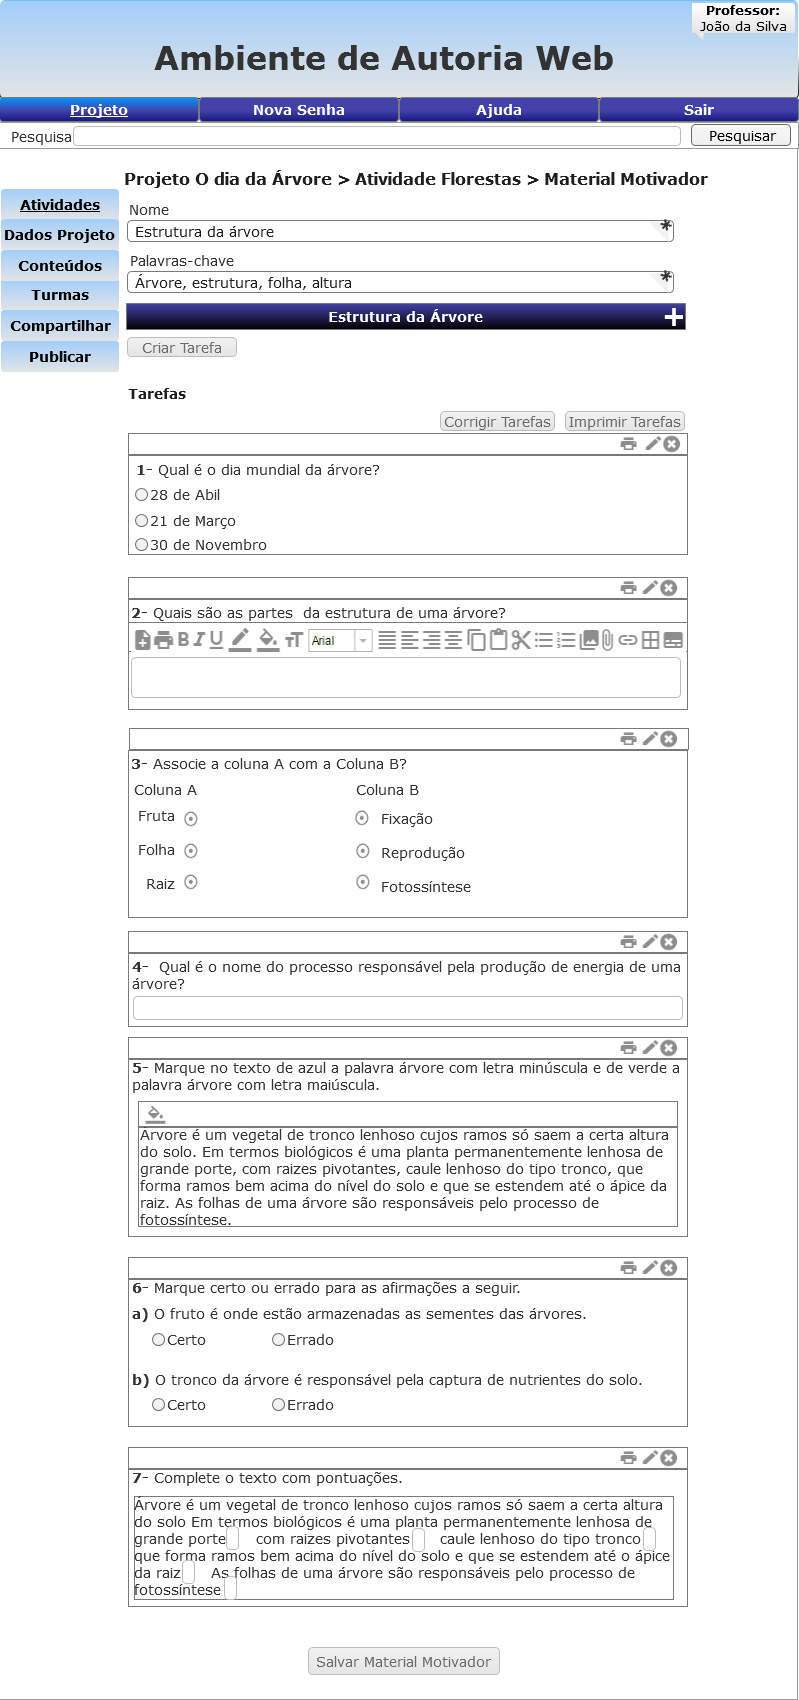 Professor:
João da Silva
Ambiente de Autoria Web
Projeto Nova Senha Ajuda Sair
Pesquisa Pesquisar
Projeto O dia da Árvore > Atividade Florestas > Material Motivador
Atividades
Dados Projeto
Conteúdos
Turmas
Compartilhar
Publicar
Nome
Estrutura da árvore *
Palavras-chave
Árvore, estrutura, folha, altura *
Estrutura da Árvore +
Criar Tarefa
Tarefas
Corrigir Tarefas Imprimir Tarefas
1- Qual é o dia mundial da árvore?
28 de Abil
21 de Março
30 de Novembro
2- Quais são as partes  da estrutura de uma árvore?
B I U TT Arial
3- Associe a coluna A com a Coluna B?
Coluna A Coluna B
Fruta Fixação
Folha Reprodução
Raiz Fotossíntese
4-  Qual é o nome do processo responsável pela produção de energia de uma
árvore?
5- Marque no texto de azul a palavra árvore com letra minúscula e de verde a
palavra árvore com letra maiúscula.
Árvore é um vegetal de tronco lenhoso cujos ramos só saem a certa altura
do solo. Em termos biológicos é uma planta permanentemente lenhosa de
grande porte, com raizes pivotantes, caule lenhoso do tipo tronco, que
forma ramos bem acima do nível do solo e que se estendem até o ápice da
raiz. As folhas de uma árvore são responsáveis pelo processo de
fotossíntese.
6- Marque certo ou errado para as afirmações a seguir.
a) O fruto é onde estão armazenadas as sementes das árvores.
Certo Errado
b) O tronco da árvore é responsável pela captura de nutrientes do solo.
Certo Errado
7- Complete o texto com pontuações.
Árvore é um vegetal de tronco lenhoso cujos ramos só saem a certa altura
do solo Em termos biológicos é uma planta permanentemente lenhosa de
grande porte com raizes pivotantes caule lenhoso do tipo tronco
que forma ramos bem acima do nível do solo e que se estendem até o ápice
da raiz As folhas de uma árvore são responsáveis pelo processo de
fotossíntese
Salvar Material Motivador